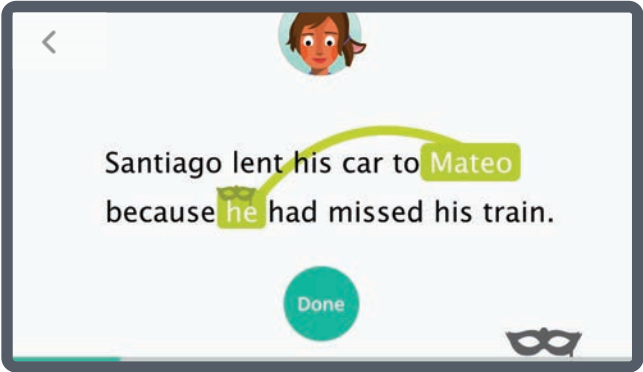 Santiago lent his car to Mateo
because he had missed his train.
Done